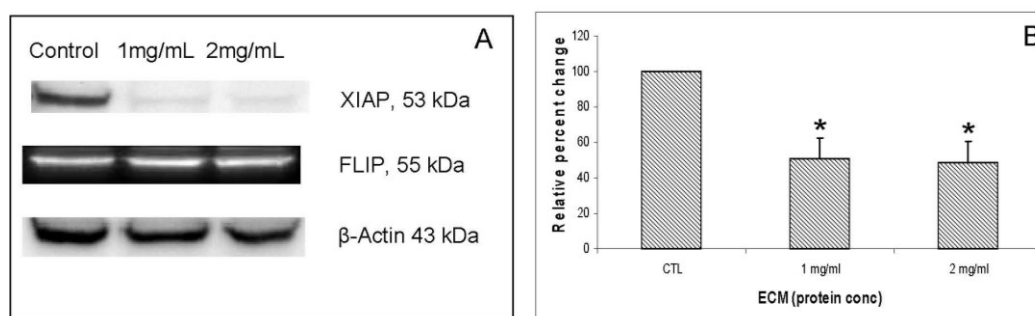 A
Control 1mg/mL 2mg/mL
XIAP, 53 kDa
FLIP, 55 kDa
β-Actin 43 kDa
B
Relative percent change
120
100
80
60
40
20
0
*
*
CTL
1 mg/ml
2 mg/ml
ECM (protein conc)